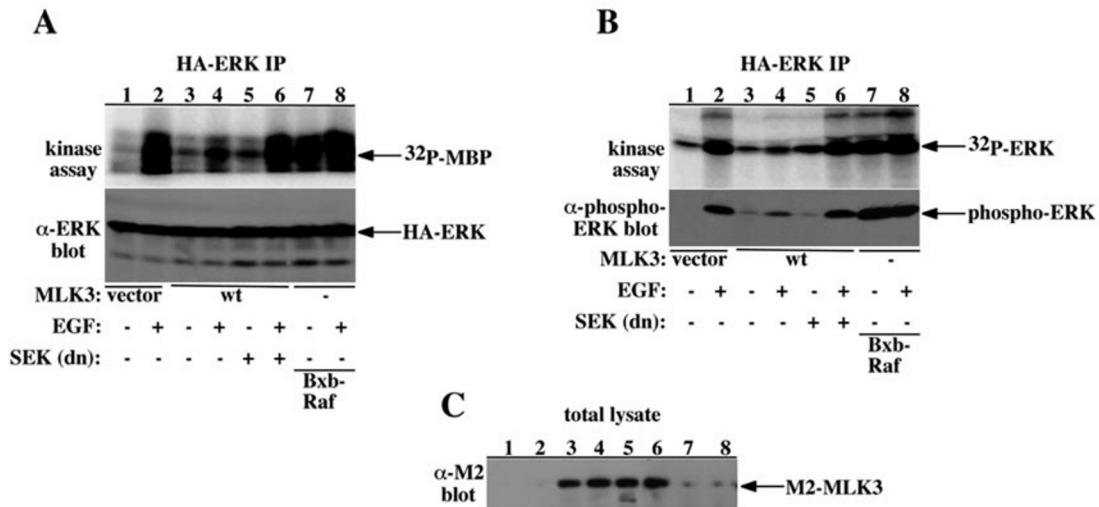 A
HA-ERK IP
1 2 3 4 5 6 7 8
kinase assay
32P-MBP
α-ERK blot
HA-ERK
MLK3: vector wt -
EGF: - + - + - + - +
SEK (dn): - - - - + + - -
Bxb-
Raf
B
HA-ERK IP
1 2 3 4 5 6 7 8
kinase assay
32P-ERK
α-phospho-
ERK blot
phospho-ERK
MLK3: vector wt -
EGF: - + - + - + - +
SEK (dn): - - - - + + - -
Bxb-
Raf
C
total lysate
1 2 3 4 5 6 7 8
α-M2
blot
M2-MLK3